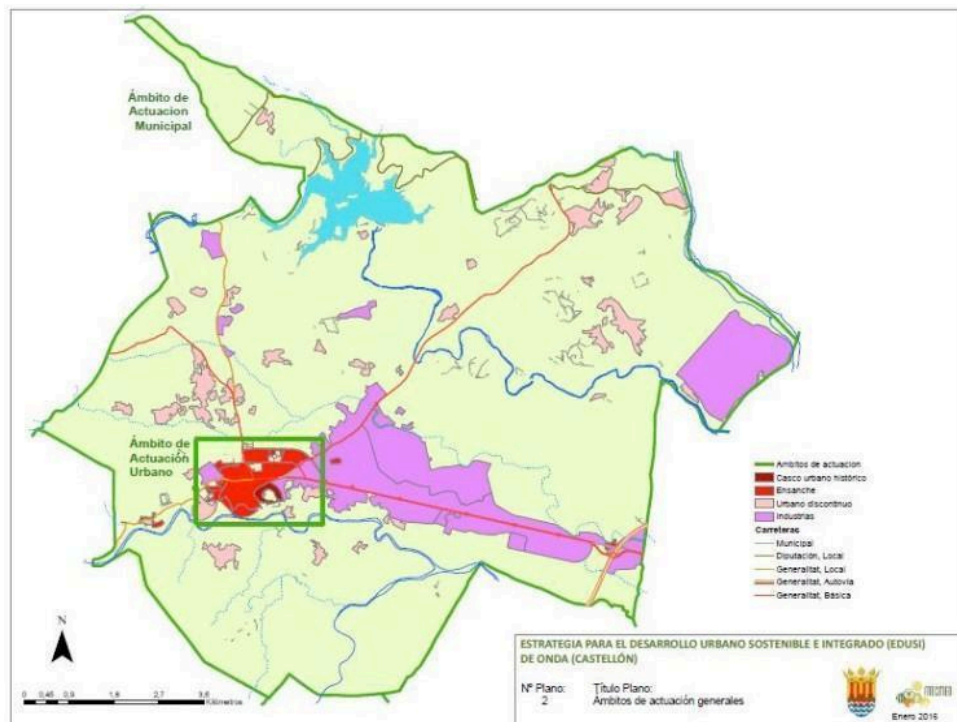 Ámbito de
Actuacion
Municipal
Ámbito de
Actuación
Urbano
Ambitos de actuacion
Casco urbano histórico
Ensanche
Urbano discontinuo
Industrias
Carreteras
Municipal
Diputación, Local
Generalitat, Local
Generalitat, Autovía
Generalitat, Básica
N
0 0,45 0,9 1,8 2,7 3,6
Kilómetros
ESTRATEGIA PARA EL DESARROLLO URBANO SOSTENIBLE E INTEGRADO (EDUSI)
DE ONDA (CASTELLÓN)
Nº Plano:
2
Título Plano:
Ambitos de actuación generales
Enero 2016